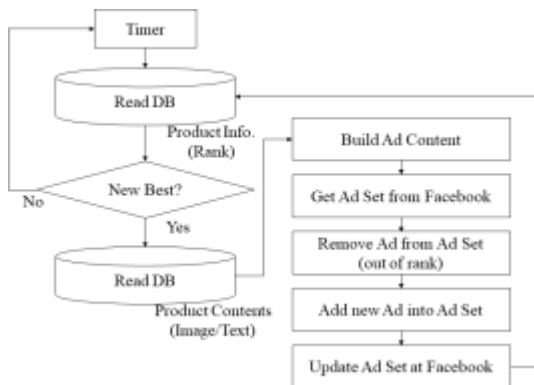 Timer
Read DB
Product Info.
(Rank)
New Best?
No
Yes
Read DB
Product Contents
(Image/Text)
Build Ad Content
Get Ad Set from Facebook
Remove Ad from Ad Set
(out of rank)
Add new Ad into Ad Set
Update Ad Set at Facebook